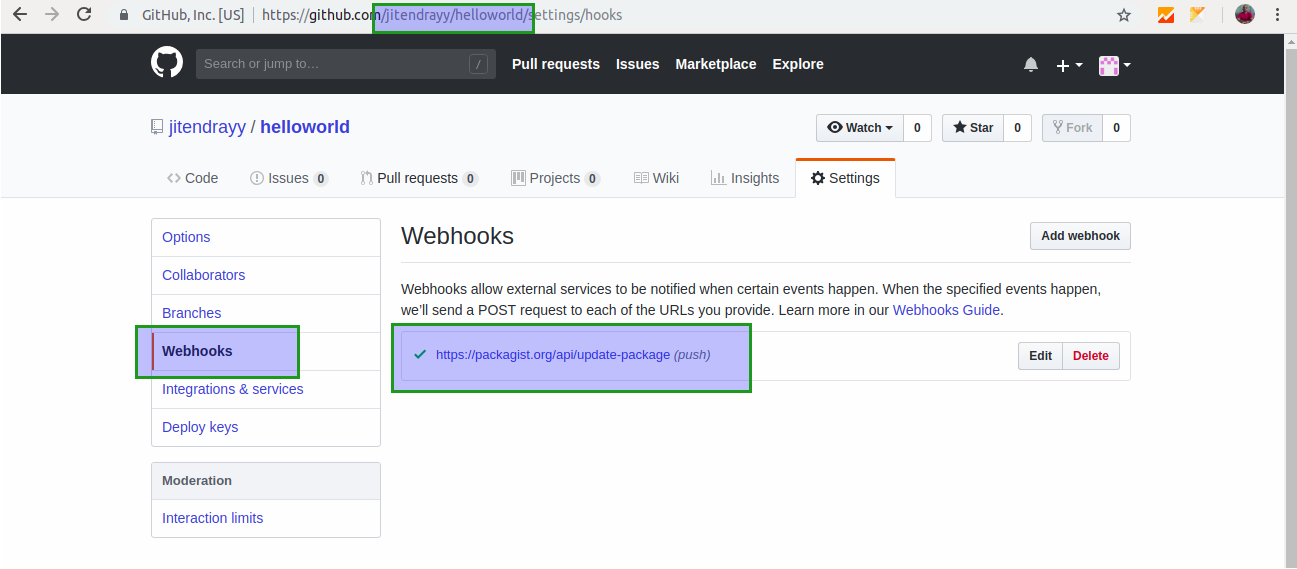 GitHub, Inc. [US] https://github.com/jitendrayy/helloworld/settings/hooks
Search or jump to… / Pull requests Issues Marketplace Explore
jitendrayy / helloworld Watch 0 Star 0 Fork 0
Code Issues 0 Pull requests 0 Projects 0 Wiki Insights Settings
Options
Collaborators
Branches
Webhooks
Integrations & services
Deploy keys
Moderation
Interaction limits
Webhooks Add webhook
Webhooks allow external services to be notified when certain events happen. When the specified events happen,
we'll send a POST request to each of the URLs you provide. Learn more in our Webhooks Guide.
https://packagist.org/api/update-package (push) Edit Delete